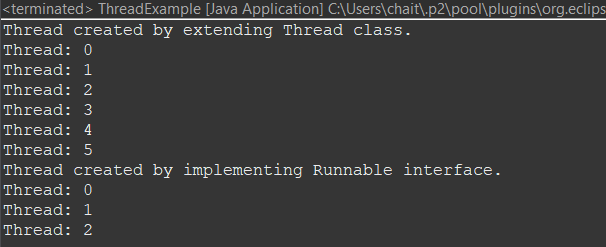 <terminated> ThreadExample [Java Application] C:\Users\chait\.p2\pool\plugins\org.eclips
Thread created by extending Thread class.
Thread: 0
Thread: 1
Thread: 2
Thread: 3
Thread: 4
Thread: 5
Thread created by implementing Runnable interface.
Thread: 0
Thread: 1
Thread: 2